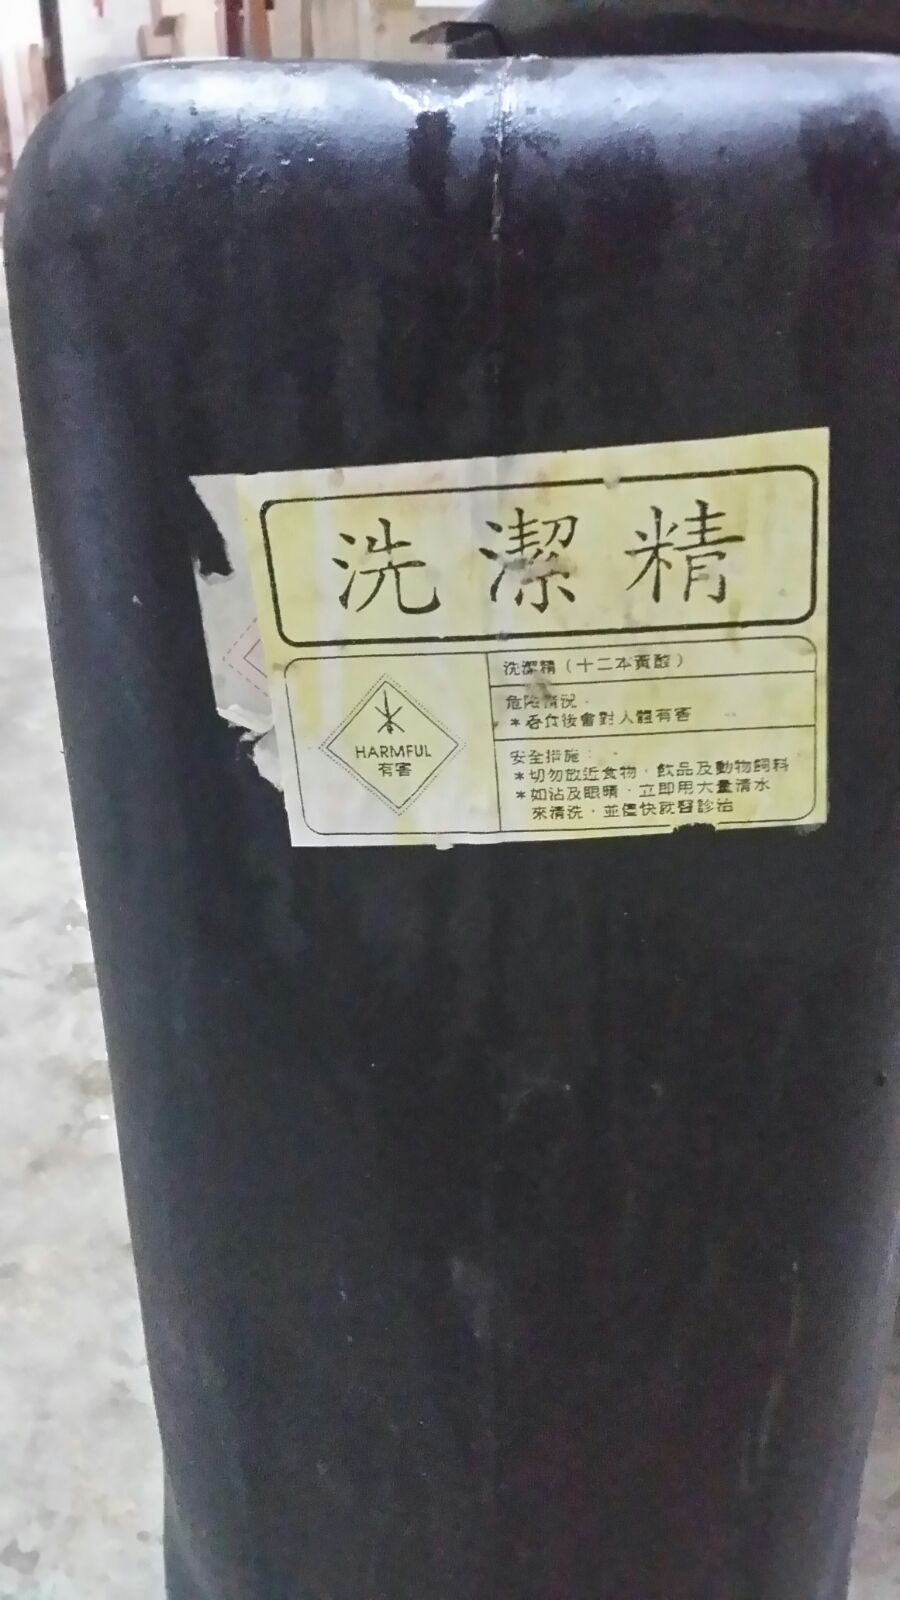 洗潔精
洗潔精（十二本黃酸）
危險情況：
＊吞食後會對人體有害
HARMFUL
有害
安全措施：
＊切勿放近食物，飲品及動物飼料
＊如沾及眼睛，立即用大量清水
來清洗，並儘快就醫診治